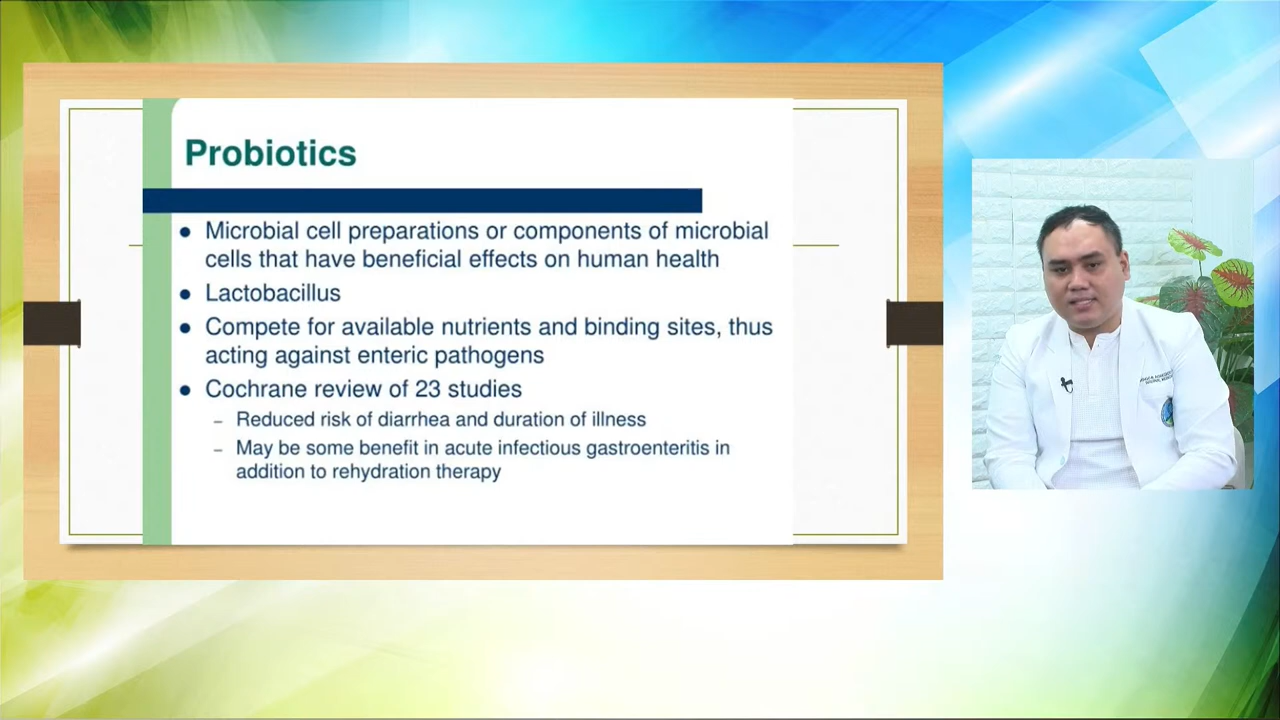 Probiotics
● Microbial cell preparations or components of microbial
cells that have beneficial effects on human health
● Lactobacillus
● Compete for available nutrients and binding sites, thus
acting against enteric pathogens
● Cochrane review of 23 studies
– Reduced risk of diarrhea and duration of illness
– May be some benefit in acute infectious gastroenteritis in
addition to rehydration therapy